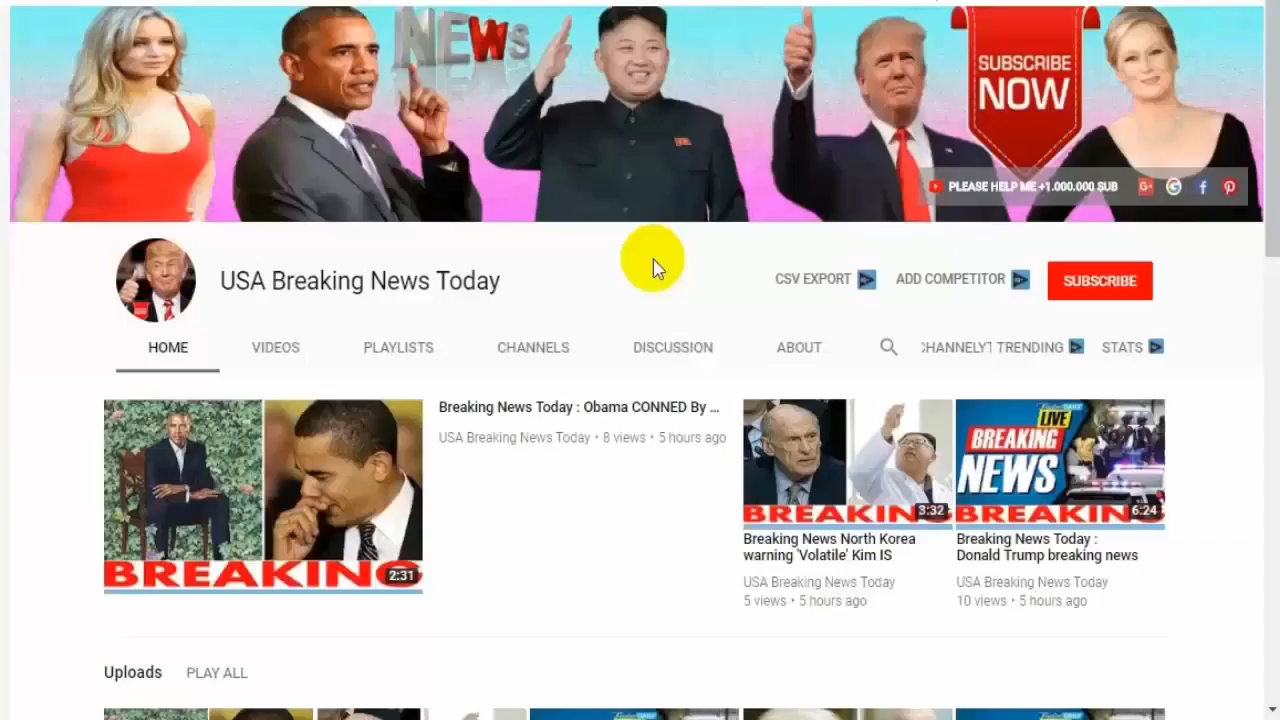 NEWS
SUBSCRIBE
NOW
PLEASE HELP ME +1.000.000 SUB
USA Breaking News Today
CSV EXPORT
ADD COMPETITOR
SUBSCRIBE
HOME
VIDEOS
PLAYLISTS
CHANNELS
DISCUSSION
ABOUT
CHANNELYT TRENDING
STATS
BREAKING
2:31
Breaking News Today : Obama CONNED By ...
USA Breaking News Today • 8 views • 5 hours ago
BREAKIN
3:32
Breaking News North Korea
warning 'Volatile' Kim IS
USA Breaking News Today
5 views • 5 hours ago
LIVE
BREAKING
NEWS
BREAKIN
6:24
Breaking News Today :
Donald Trump breaking news
USA Breaking News Today
10 views • 5 hours ago
Uploads
PLAY ALL